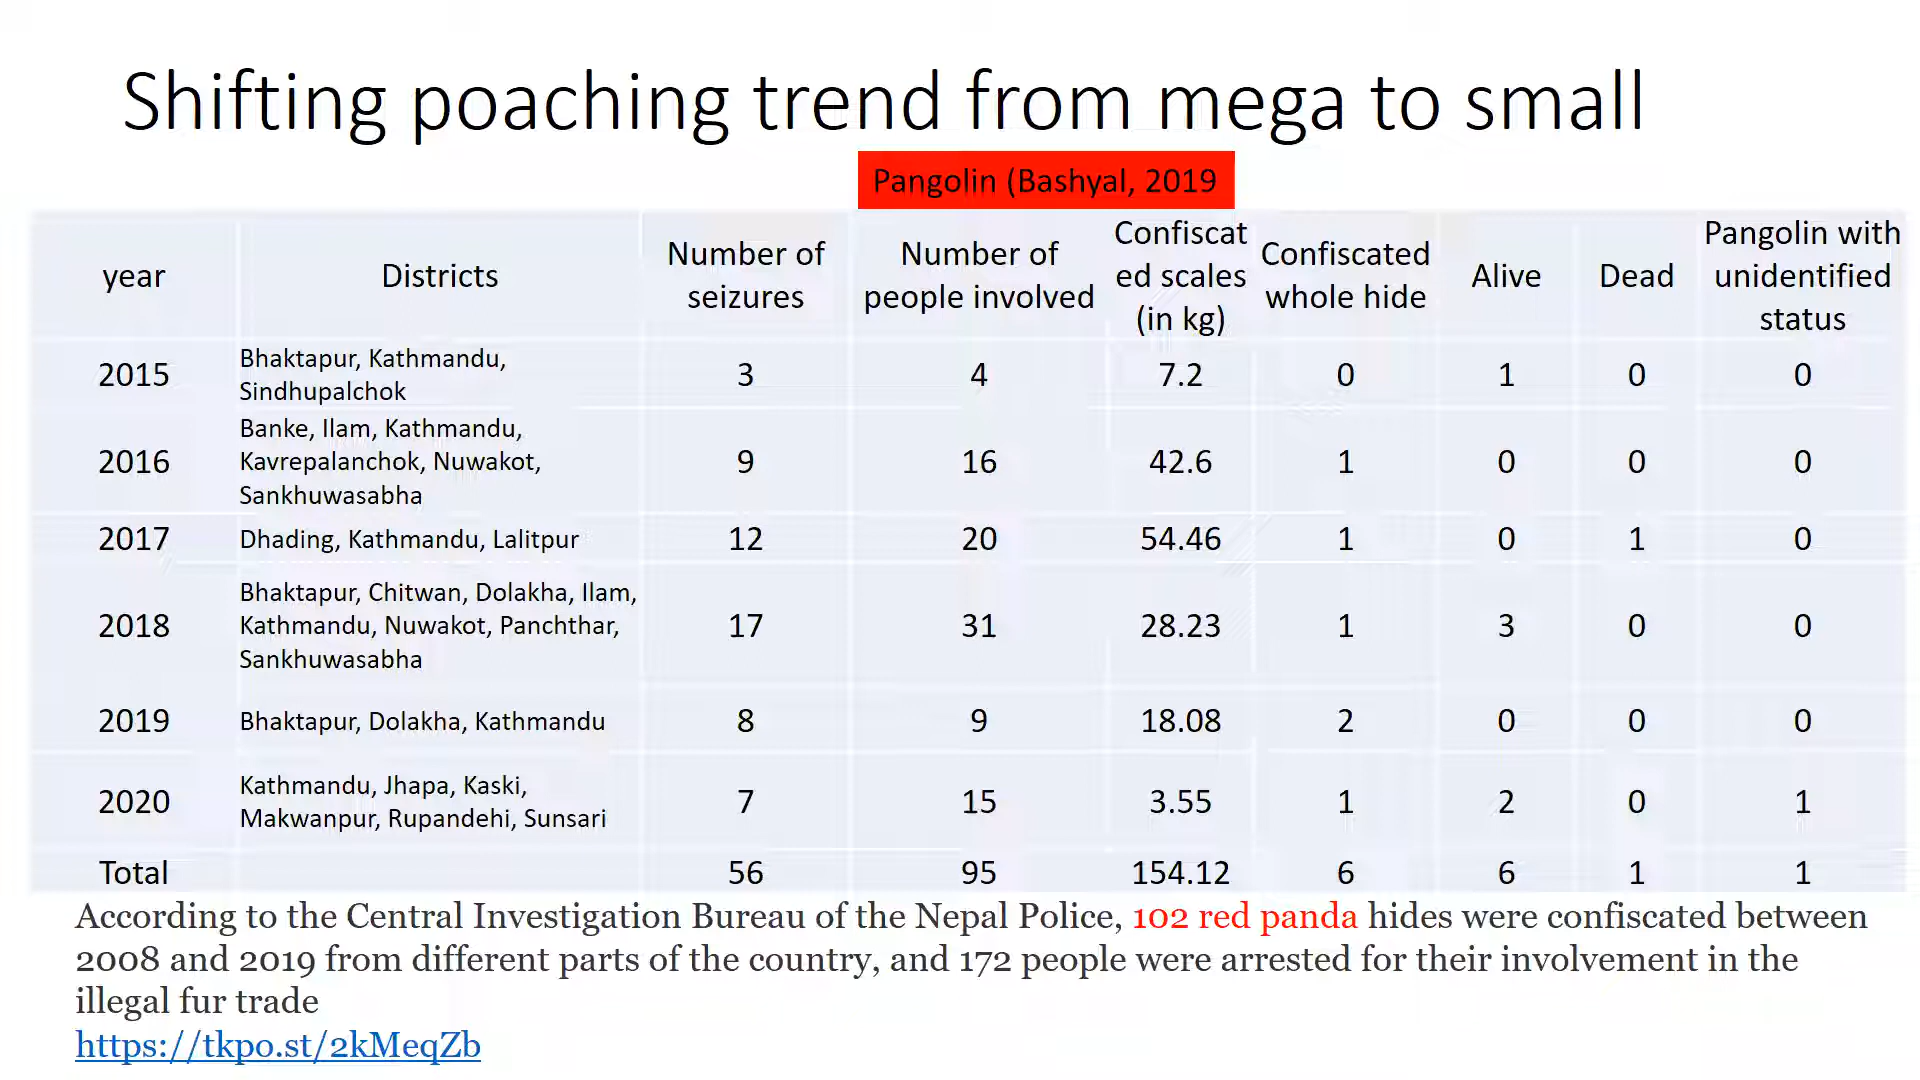 Shifting poaching trend from mega to small
Pangolin (Bashyal, 2019
year Districts Number of seizures Number of people involved Confiscat ed scales (in kg) Confiscated whole hide Alive Dead Pangolin with unidentified status
2015 Bhaktapur, Kathmandu, Sindhupalchok 3 4 7.2 0 1 0 0
2016 Banke, Ilam, Kathmandu, Kavrepalanchok, Nuwakot, Sankhuwasabha 9 16 42.6 1 0 0 0
2017 Dhading, Kathmandu, Lalitpur 12 20 54.46 1 0 1 0
2018 Bhaktapur, Chitwan, Dolakha, Ilam, Kathmandu, Nuwakot, Panchthar, Sankhuwasabha 17 31 28.23 1 3 0 0
2019 Bhaktapur, Dolakha, Kathmandu 8 9 18.08 2 0 0 0
2020 Kathmandu, Jhapa, Kaski, Makwanpur, Rupandehi, Sunsari 7 15 3.55 1 2 0 1
Total 56 95 154.12 6 6 1 1
According to the Central Investigation Bureau of the Nepal Police, 102 red panda hides were confiscated between
2008 and 2019 from different parts of the country, and 172 people were arrested for their involvement in the
illegal fur trade
https://tkpo.st/2kMeqZb